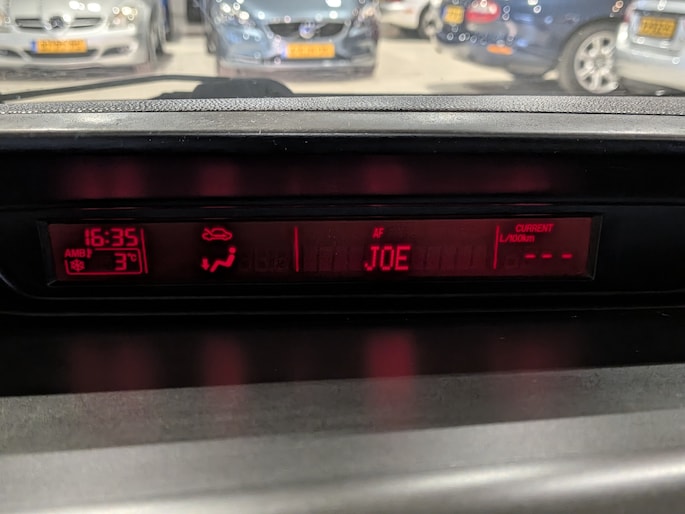 16:35
AMB
3°C
AF
JOE
CURRENT
L/100km
---